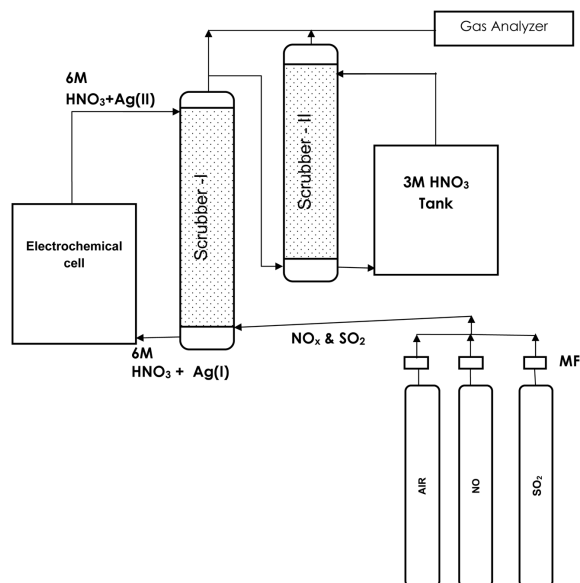 Gas Analyzer
6M
HNO₃+Ag(II)
Scrubber -I
Scrubber - II
3M HNO₃
Tank
Electrochemical
cell
6M
HNO₃ + Ag(I)
NOₓ & SO₂
MF
AIR
NO
SO₂